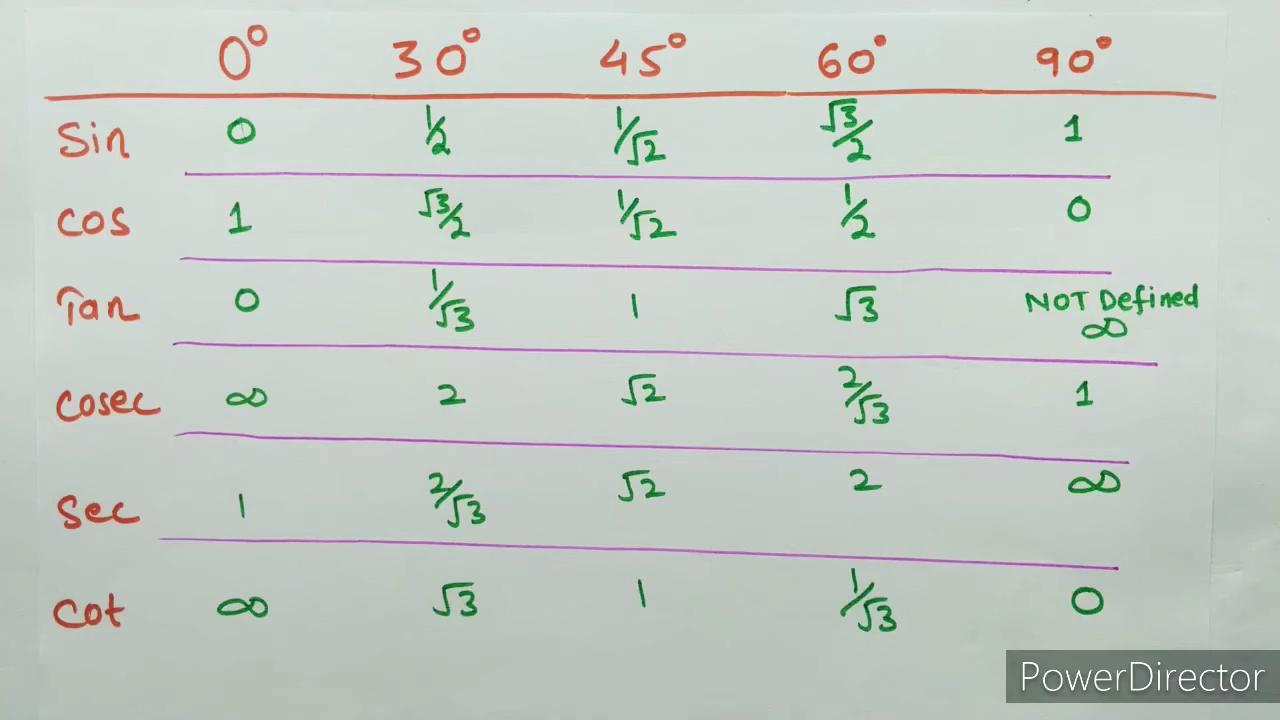 0° 30° 45° 60° 90°
Sin 0 1/2 1/√2 √3/2 1
cos 1 √3/2 1/√2 1/2 0
Tan 0 1/√3 1 √3 NOT Defined ∞
cosec ∞ 2 √2 2/√3 1
sec 1 2/√3 √2 2 ∞
cot ∞ √3 1 1/√3 0
PowerDirector